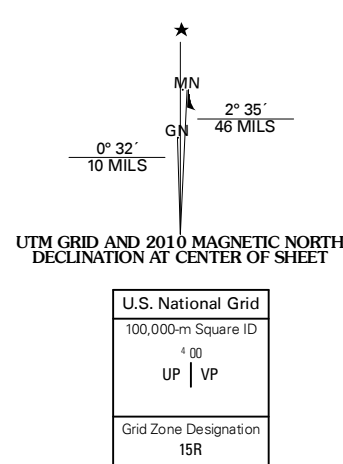 MN
2° 35´
GN
46 MILS
0° 32´
10 MILS
UTM GRID AND 2010 MAGNETIC NORTH
DECLINATION AT CENTER OF SHEET
U.S. National Grid
100,000-m Square ID
4 00
UP VP
Grid Zone Designation
15R